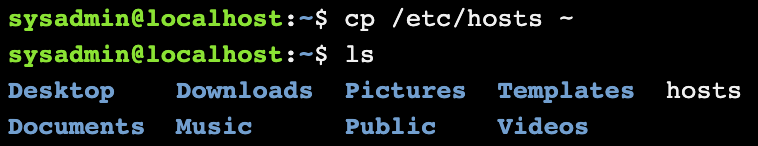 sysadmin@localhost:~$ cp /etc/hosts ~
sysadmin@localhost:~$ ls
Desktop    Downloads  Pictures  Templates  hosts
Documents  Music      Public    Videos